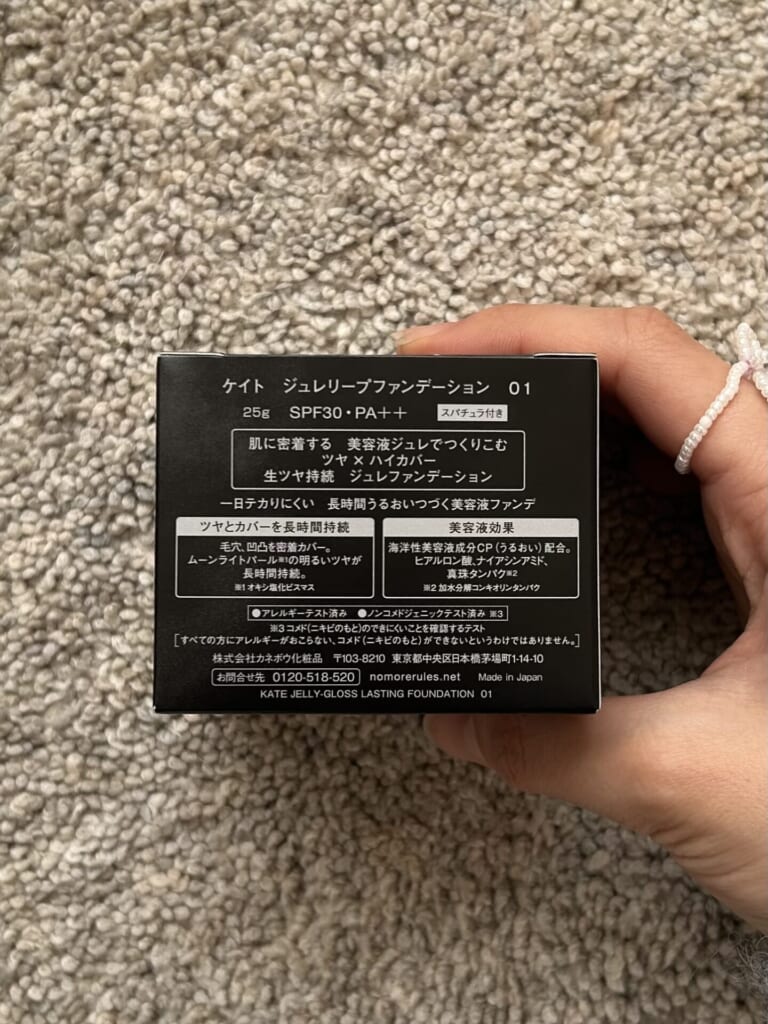 ケイト ジュレリープファンデーション 01
25g SPF30・PA++ スパチュラ付き
肌に密着する 美容液ジュレでつくりこむ
ツヤ×ハイカバー
生ツヤ持続 ジュレファンデーション
一日テカりにくい 長時間うるおいつづく美容液ファンデ
ツヤとカバーを長時間持続
毛穴、凹凸を密着カバー。
ムーンライトパール※1の明るいツヤが
長時間持続。
※1 オキシ塩化ビスマス
美容液効果
海洋性美容液成分CP(うるおい)配合。
ヒアルロン酸、ナイアシンアミド、
真珠タンパク※2
※2 加水分解コンキオリンタンパク
●アレルギーテスト済み ●ノンコメドジェニックテスト済み ※3
※3 コメド(ニキビのもと)のできにくいことを確認するテスト
[すべての方にアレルギーがおこらない、コメド(ニキビのもと)ができないというわけではありません。]
株式会社カネボウ化粧品 〒103-8210 東京都中央区日本橋茅場町1-14-10
お問合せ先 0120-518-520 nomorerules.net Made in Japan
KATE JELLY-GLOSS LASTING FOUNDATION 01